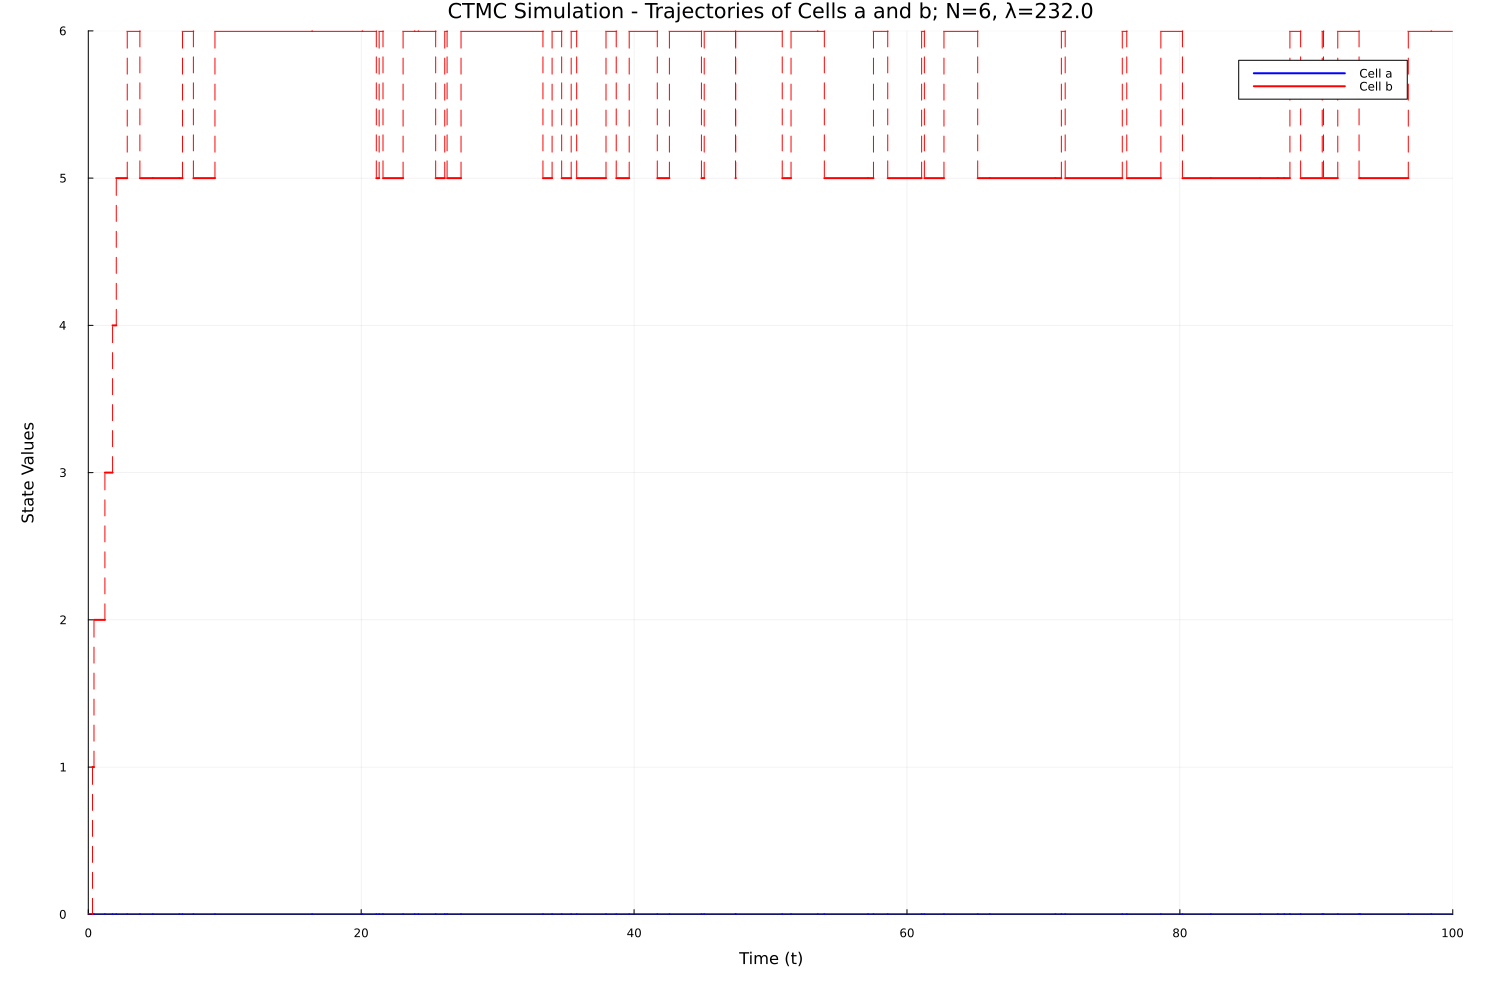 CTMC Simulation - Trajectories of Cells a and b; N=6, λ=232.0
6
Cell a
Cell b
5
4
3
2
1
0
State Values
0 20 40 60 80 100
Time (t)